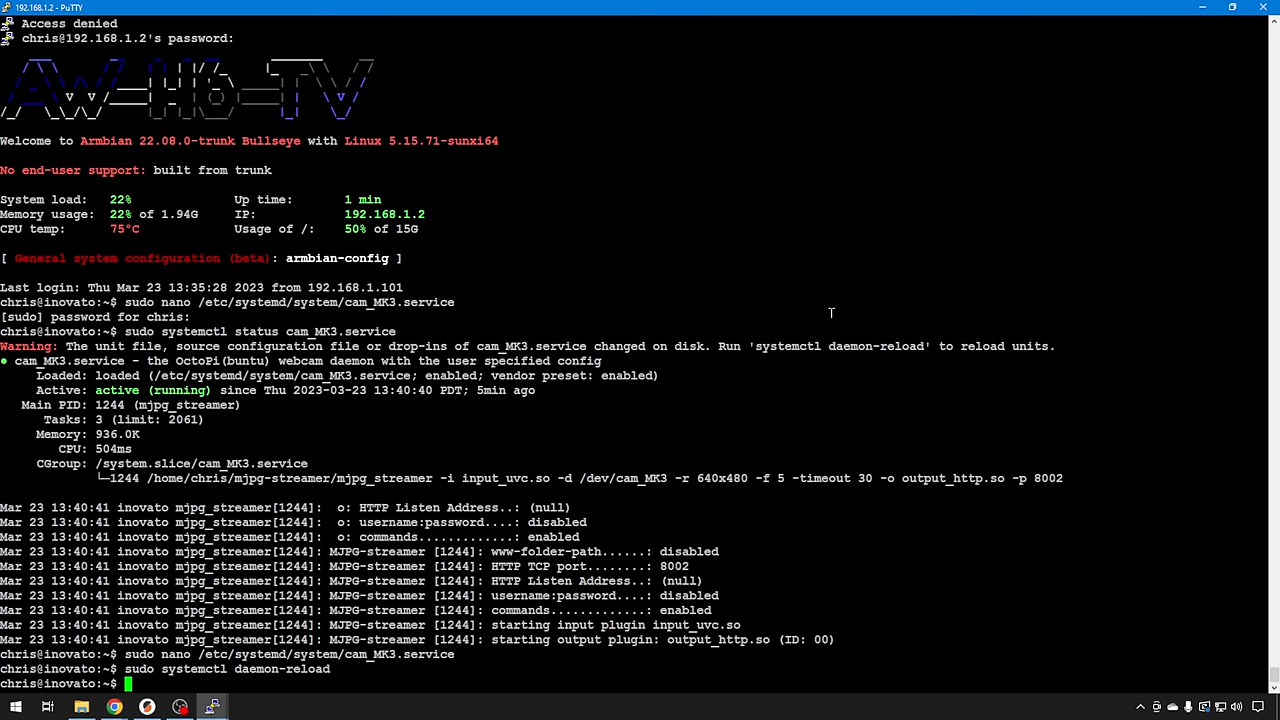 192.168.1.2 - PuTTY
Access denied
chris@192.168.1.2's password:
AW-H6-TV
Welcome to Armbian 22.08.0-trunk Bullseye with Linux 5.15.71-sunxi64
No end-user support: built from trunk
System load:   22%              Up time:       1 min
Memory usage:  22% of 1.94G     IP:            192.168.1.2
CPU temp:      75°C             Usage of /:    50% of 15G
[ General system configuration (beta): armbian-config ]
Last login: Thu Mar 23 13:35:28 2023 from 192.168.1.101
chris@inovato:~$ sudo nano /etc/systemd/system/cam_MK3.service
[sudo] password for chris:
chris@inovato:~$ sudo systemctl status cam_MK3.service
Warning: The unit file, source configuration file or drop-ins of cam_MK3.service changed on disk. Run 'systemctl daemon-reload' to reload units.
● cam_MK3.service - the OctoPi(buntu) webcam daemon with the user specified config
     Loaded: loaded (/etc/systemd/system/cam_MK3.service; enabled; vendor preset: enabled)
     Active: active (running) since Thu 2023-03-23 13:40:40 PDT; 5min ago
   Main PID: 1244 (mjpg_streamer)
      Tasks: 3 (limit: 2061)
     Memory: 936.0K
        CPU: 504ms
     CGroup: /system.slice/cam_MK3.service
             └─1244 /home/chris/mjpg-streamer/mjpg_streamer -i input_uvc.so -d /dev/cam_MK3 -r 640x480 -f 5 -timeout 30 -o output_http.so -p 8002
Mar 23 13:40:41 inovato mjpg_streamer[1244]:  o: HTTP Listen Address..: (null)
Mar 23 13:40:41 inovato mjpg_streamer[1244]:  o: username:password....: disabled
Mar 23 13:40:41 inovato mjpg_streamer[1244]:  o: commands.............: enabled
Mar 23 13:40:41 inovato mjpg_streamer[1244]: MJPG-streamer [1244]: www-folder-path......: disabled
Mar 23 13:40:41 inovato mjpg_streamer[1244]: MJPG-streamer [1244]: HTTP TCP port........: 8002
Mar 23 13:40:41 inovato mjpg_streamer[1244]: MJPG-streamer [1244]: HTTP Listen Address..: (null)
Mar 23 13:40:41 inovato mjpg_streamer[1244]: MJPG-streamer [1244]: username:password....: disabled
Mar 23 13:40:41 inovato mjpg_streamer[1244]: MJPG-streamer [1244]: commands.............: enabled
Mar 23 13:40:41 inovato mjpg_streamer[1244]: MJPG-streamer [1244]: starting input plugin input_uvc.so
Mar 23 13:40:41 inovato mjpg_streamer[1244]: MJPG-streamer [1244]: starting output plugin: output_http.so (ID: 00)
chris@inovato:~$ sudo nano /etc/systemd/system/cam_MK3.service
chris@inovato:~$ sudo systemctl daemon-reload
chris@inovato:~$